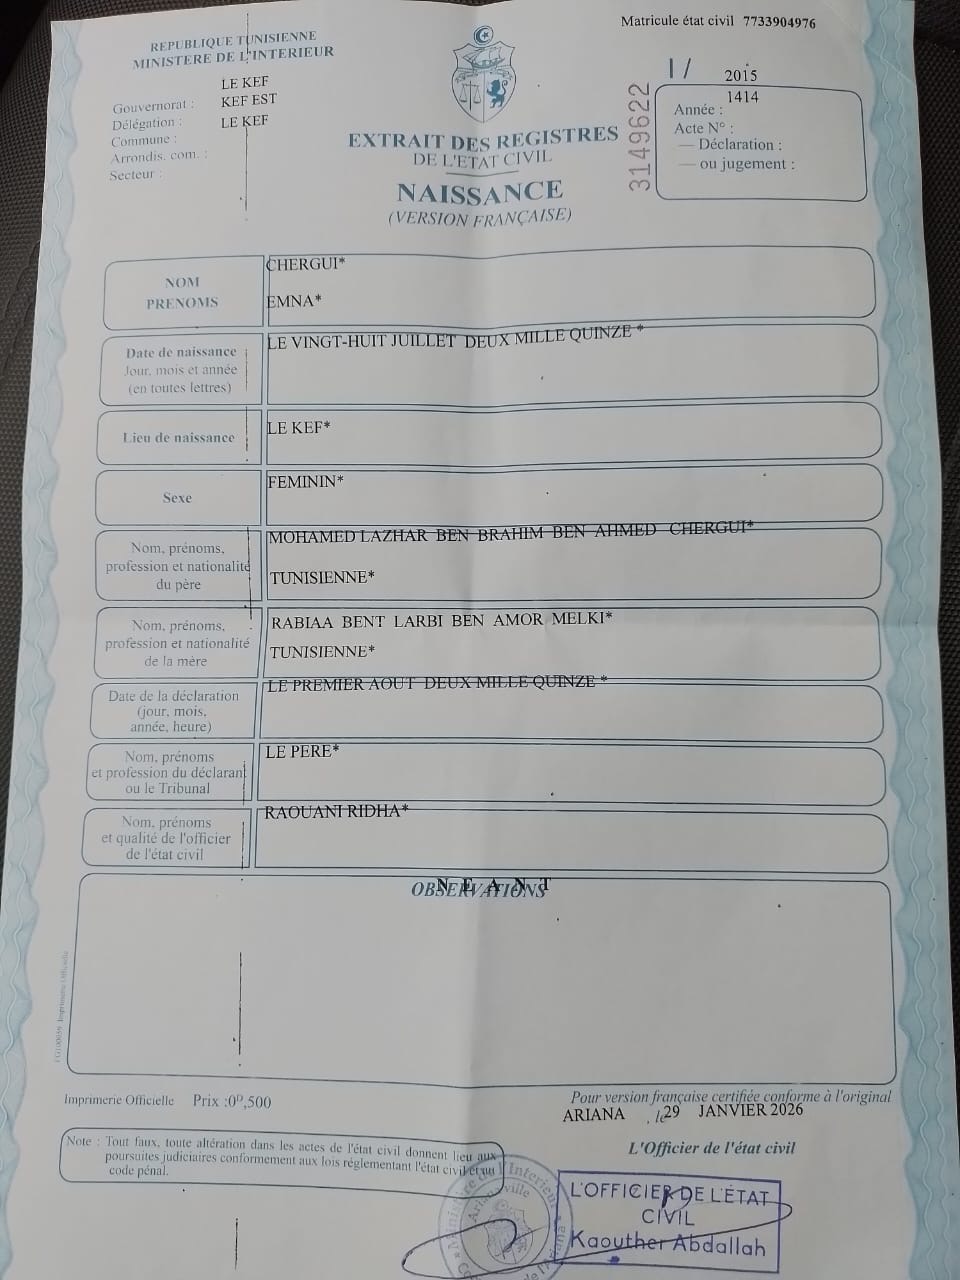 Matricule état civil 7733904976
REPUBLIQUE TUNISIENNE
MINISTERE DE L'INTERIEUR
Gouvernorat : LE KEF
Délégation : KEF EST
Commune : LE KEF
Arrondis. com. :
Secteur :
EXTRAIT DES REGISTRES
DE L'ETAT CIVIL
NAISSANCE
(VERSION FRANÇAISE)
3149622
1/
2015
1414
Année :
Acte N° :
— Déclaration :
— ou jugement :
NOM
PRENOMS
CHERGUI*
EMNA*
Date de naissance
Jour, mois et année
(en toutes lettres)
LE VINGT-HUIT JUILLET DEUX MILLE QUINZE *
Lieu de naissance
LE KEF*
Sexe
FEMININ*
Nom, prénoms,
profession et nationalité
du père
MOHAMED LAZHAR BEN BRAHIM BEN AHMED CHERGUI*
TUNISIENNE*
Nom, prénoms,
profession et nationalité
de la mère
RABIAA BENT LARBI BEN AMOR MELKI*
TUNISIENNE*
Date de la déclaration
(jour, mois,
année, heure)
LE PREMIER AOUT DEUX MILLE QUINZE *
Nom, prénoms
et profession du déclarant
ou le Tribunal
LE PERE*
Nom, prénoms
et qualité de l'officier
de l'état civil
RAOUANI RIDHA*
OBSERVATIONS
N E A N T
Imprimerie Officielle Prix :0ᴰ,500
Pour version française certifiée conforme à l'original
ARIANA , le 29 JANVIER 2026
L'Officier de l'état civil
Note : Tout faux, toute altération dans les actes de l'état civil donnent lieu aux
poursuites judiciaires conformement aux lois réglementant l'état civil et au
code pénal.
L'OFFICIER DE L'ÉTAT
CIVIL
Kaouther Abdallah
Ministère de l'Interieur
Ariana ville
de l'Ariana